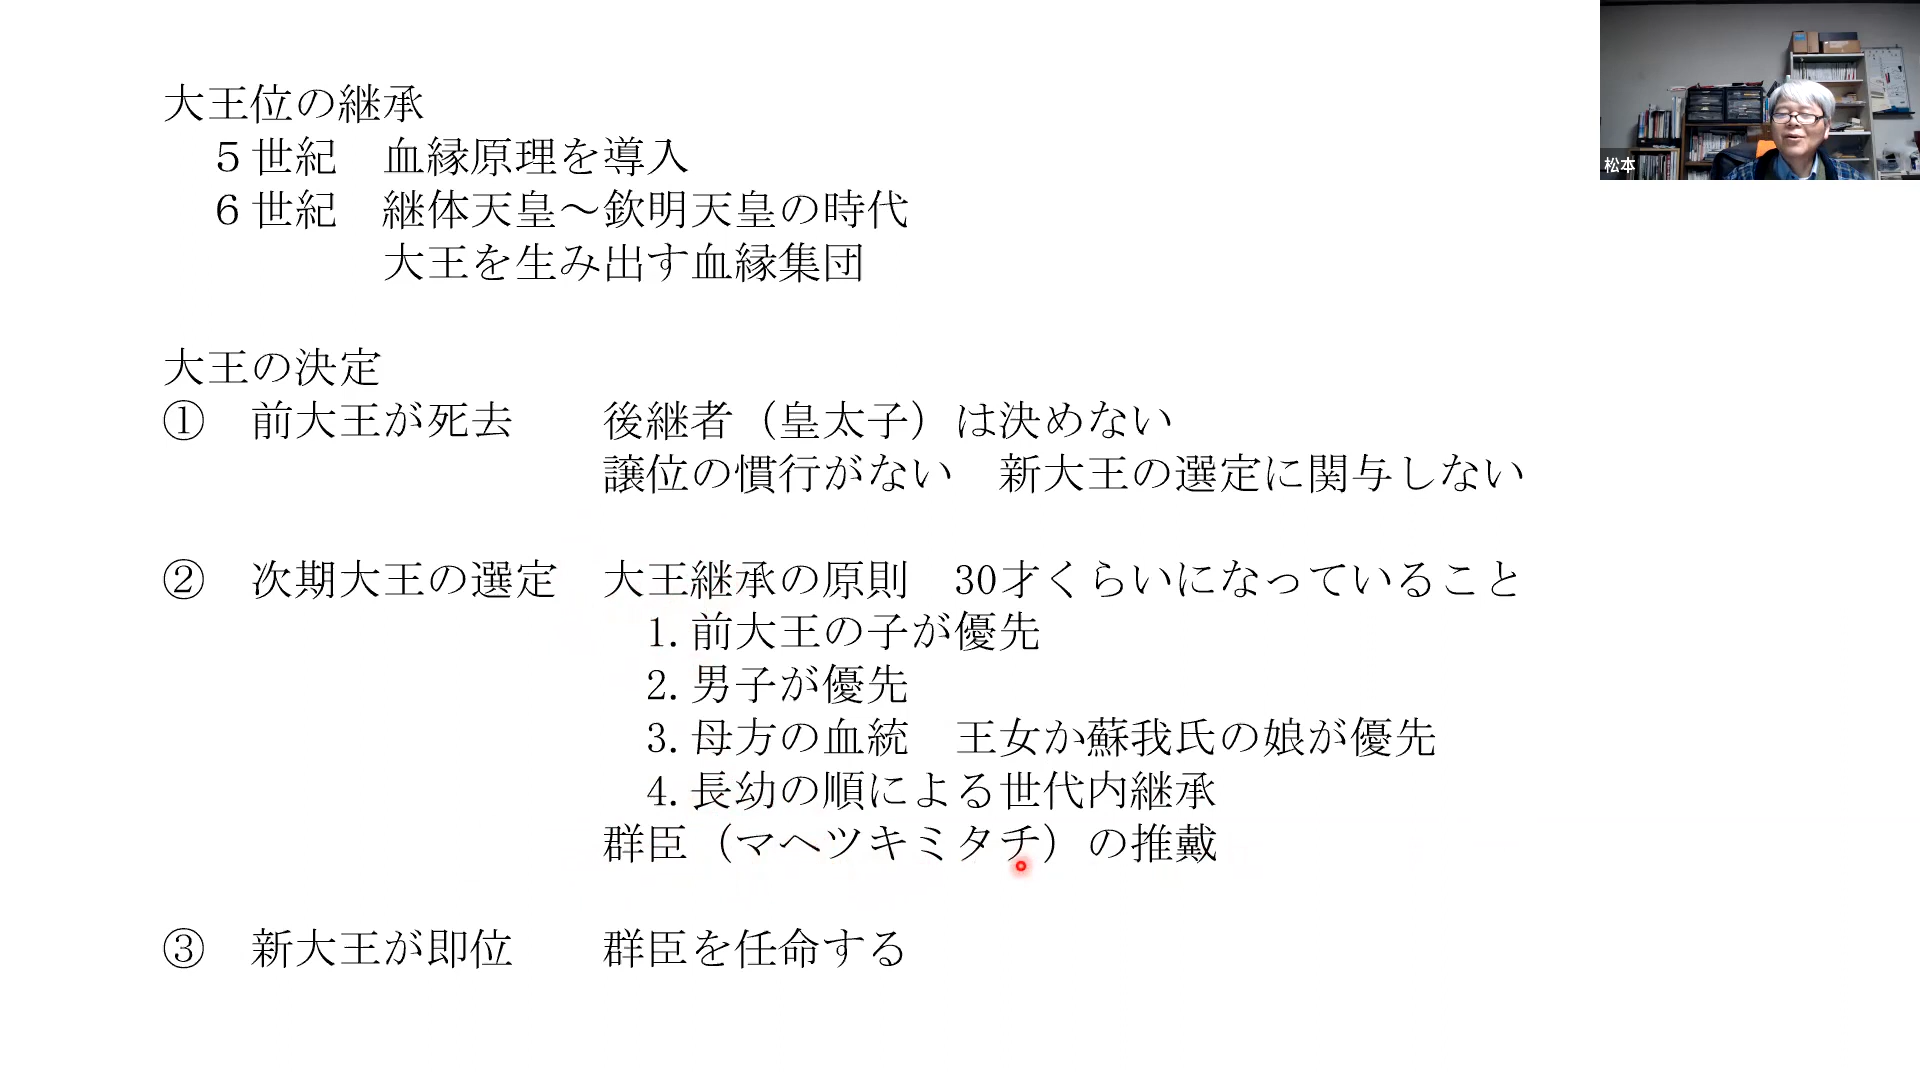 大王位の継承
５世紀　血縁原理を導入
６世紀　継体天皇～欽明天皇の時代
大王を生み出す血縁集団
大王の決定
①　前大王が死去　　後継者（皇太子）は決めない
譲位の慣行がない　新大王の選定に関与しない
②　次期大王の選定　大王継承の原則　30才くらいになっていること
1. 前大王の子が優先
2. 男子が優先
3. 母方の血統　王女か蘇我氏の娘が優先
4. 長幼の順による世代内継承
群臣（マヘツキミタチ）の推戴
③　新大王が即位　　群臣を任命する
松本